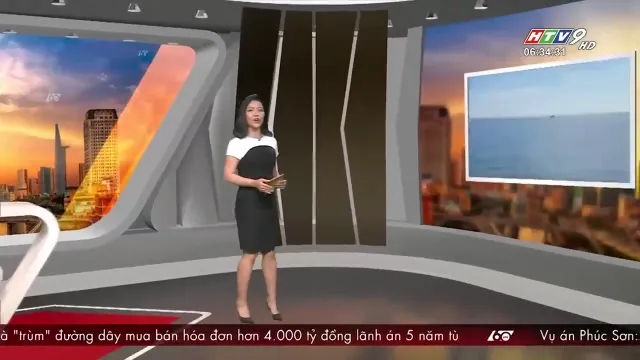 HTV9 HD
06:34:31
à "trùm" đường dây mua bán hóa đơn hơn 4.000 tỷ đồng lãnh án 5 năm tù 60 Vụ án Phúc Sơn: